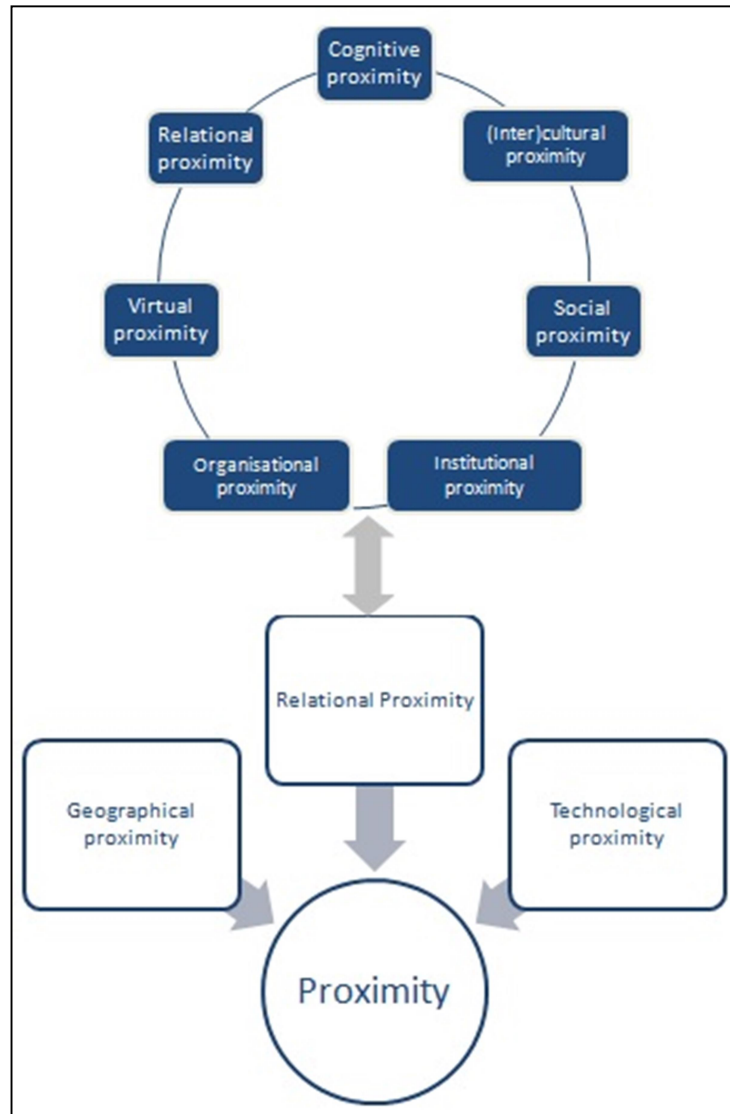 Cognitive
proximity
Relational
proximity
(Inter)cultural
proximity
Virtual
proximity
Social
proximity
Organisational
proximity
Institutional
proximity
Relational Proximity
Geographical
proximity
Technological
proximity
Proximity